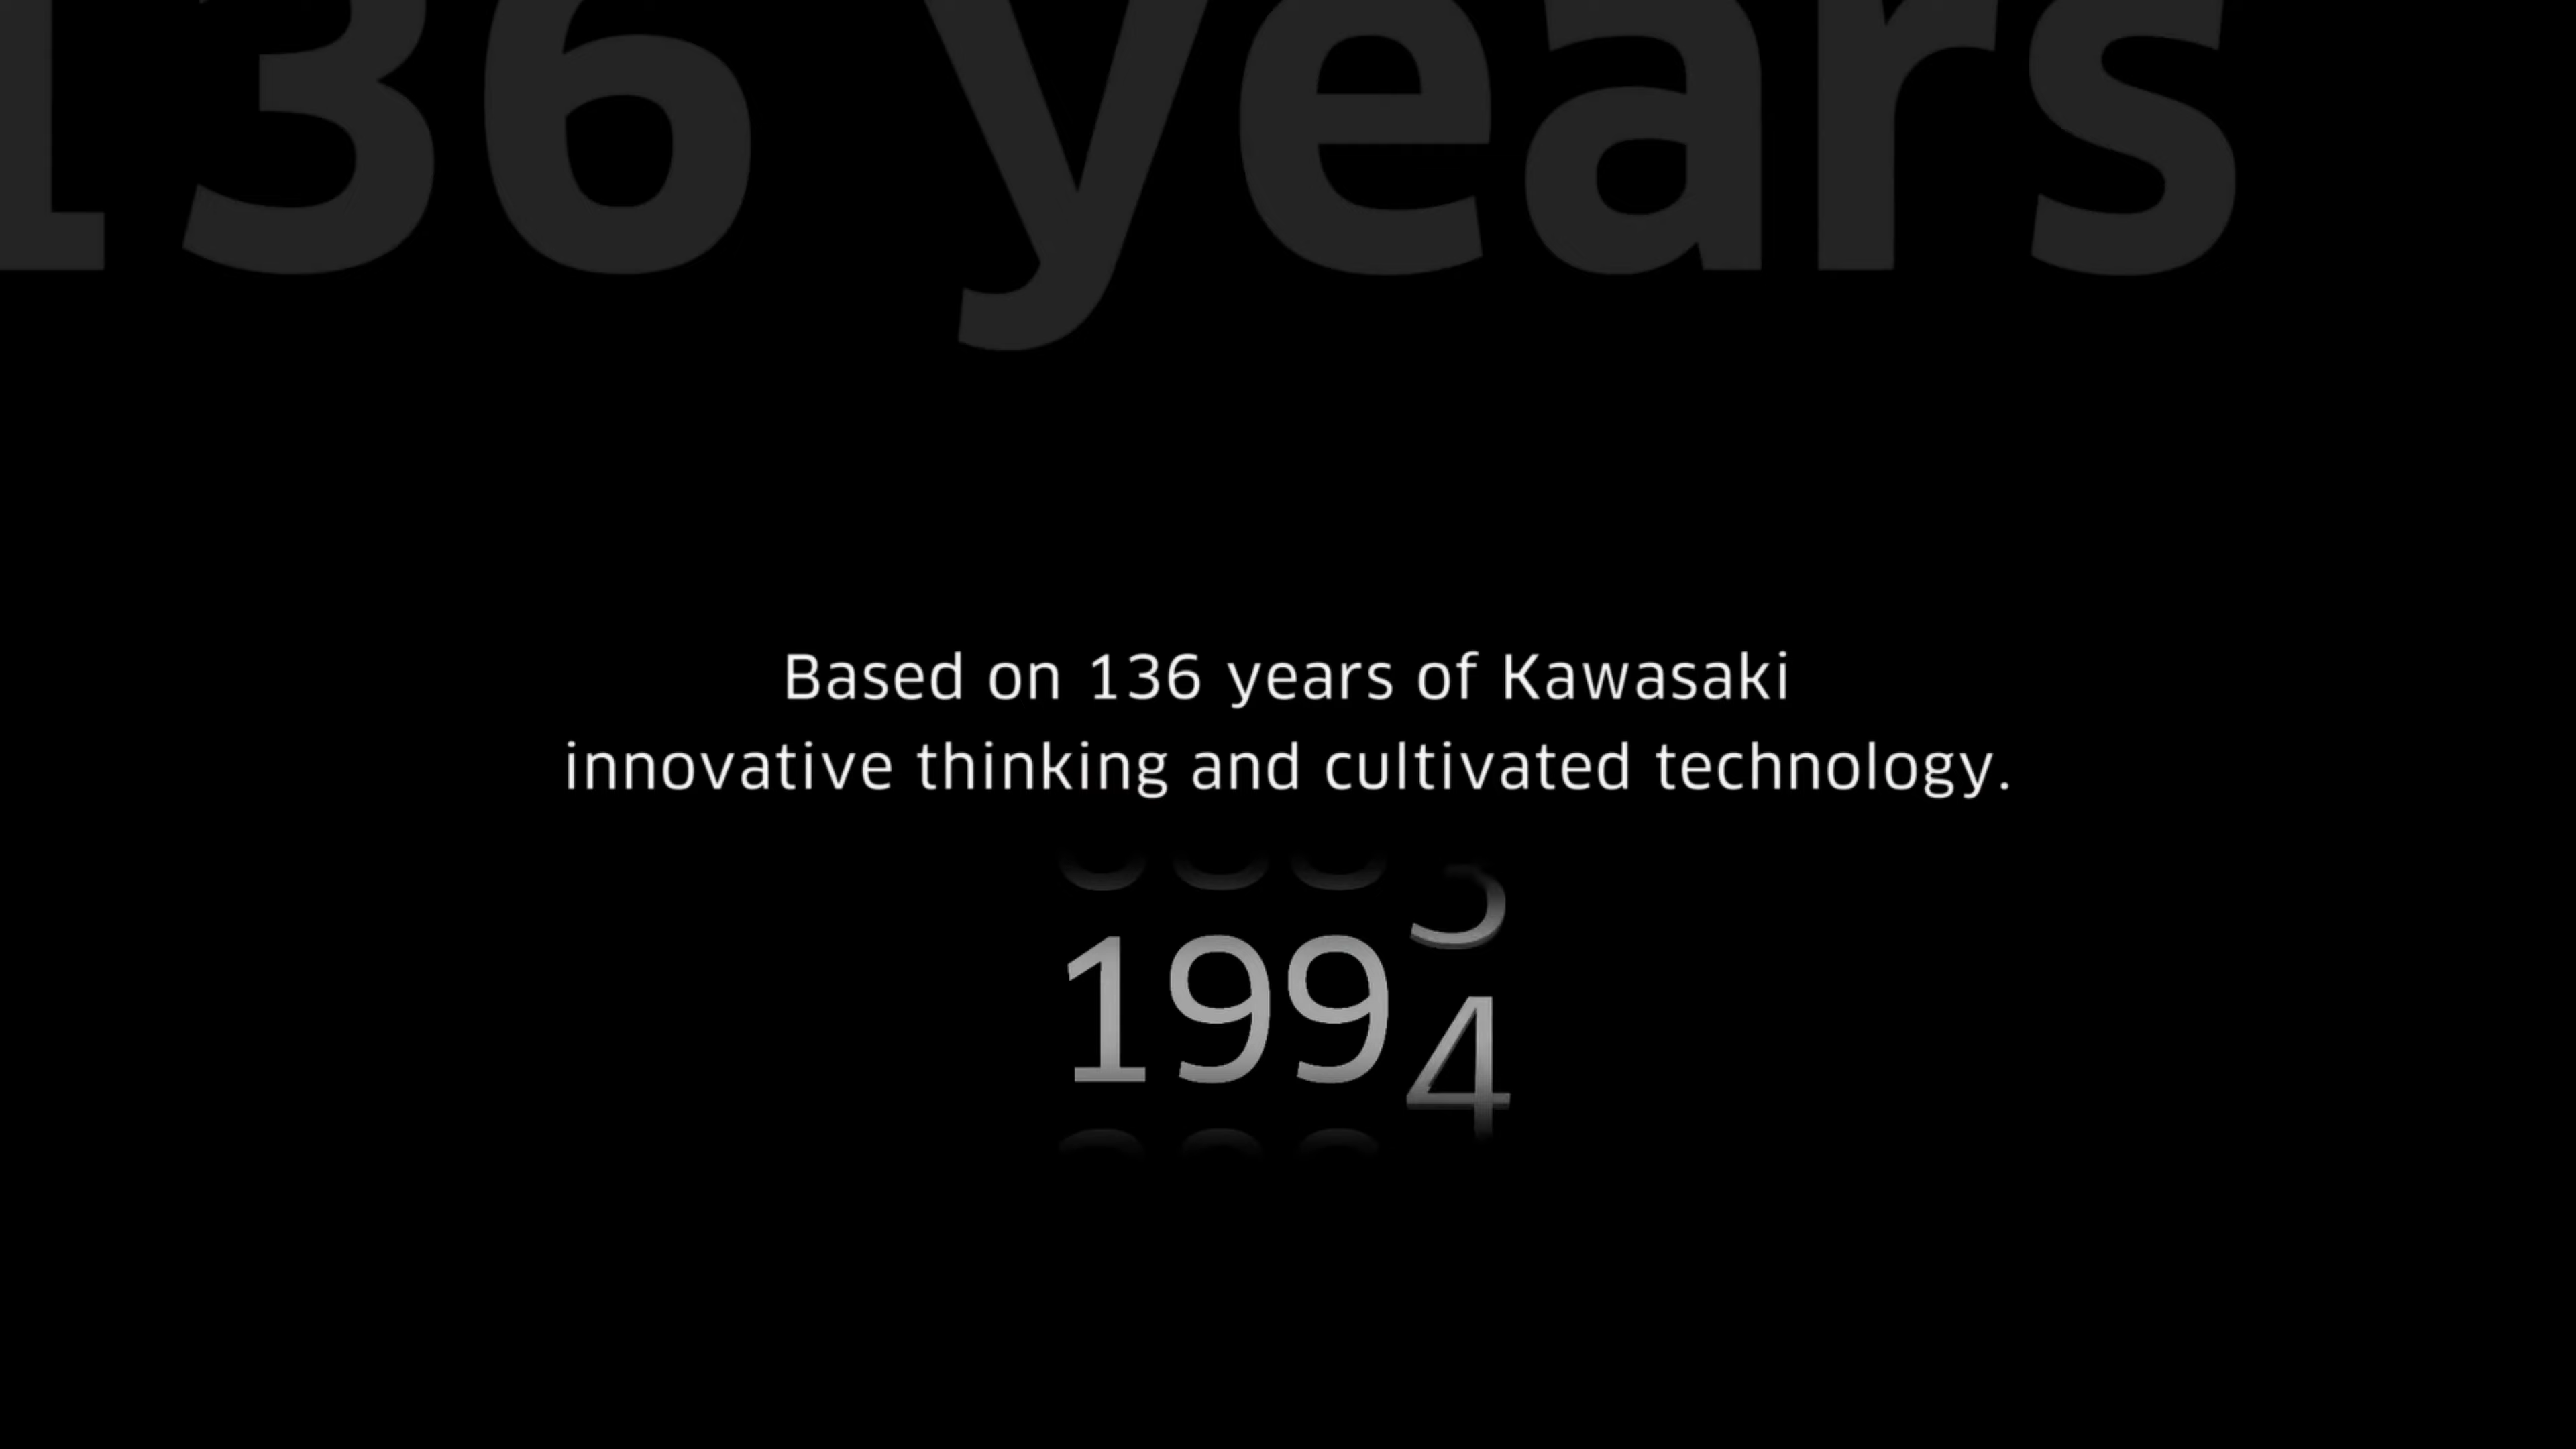 136 years
Based on 136 years of Kawasaki
innovative thinking and cultivated technology.
1994